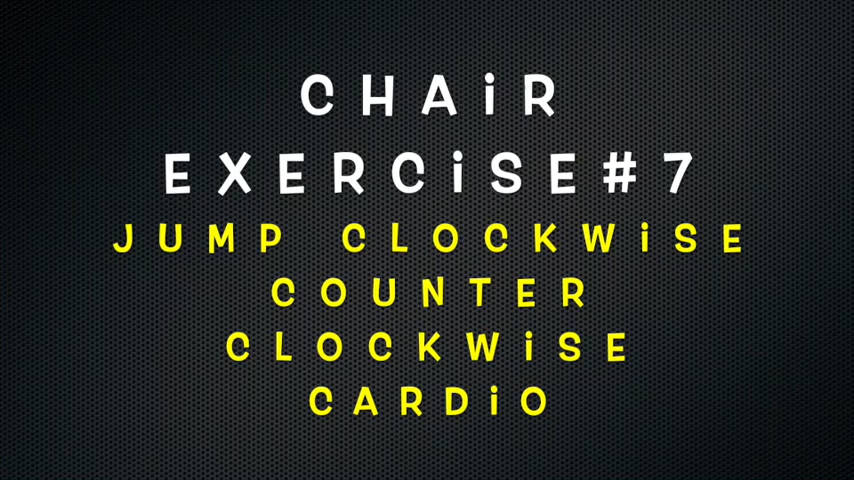 CHAiR
EXERCiSE#7
JUMP CLOCKWiSE
COUNTER
CLOCKWiSE
CARDiO